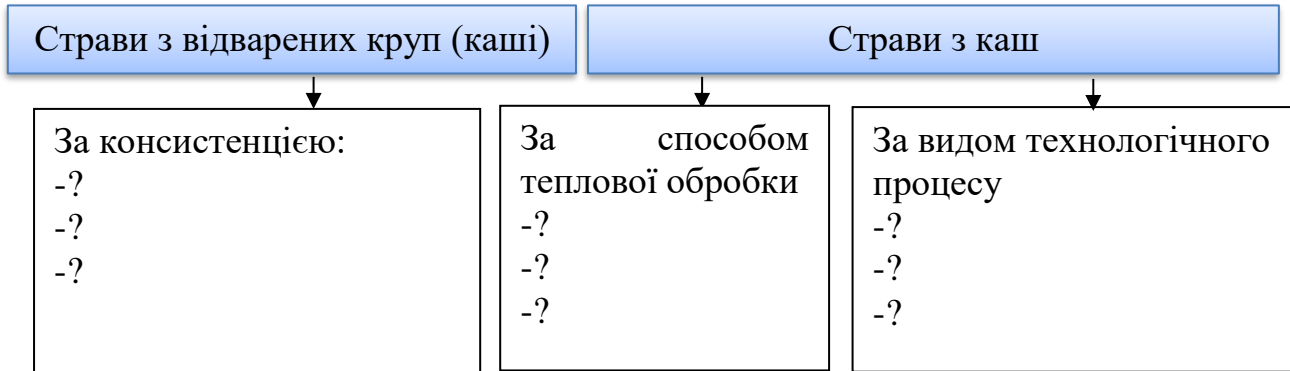 Страви з відварених круп (каші)
Страви з каш
За консистенцією:
-?
-?
-?
За способом
теплової обробки
-?
-?
-?
За видом технологічного
процесу
-?
-?
-?